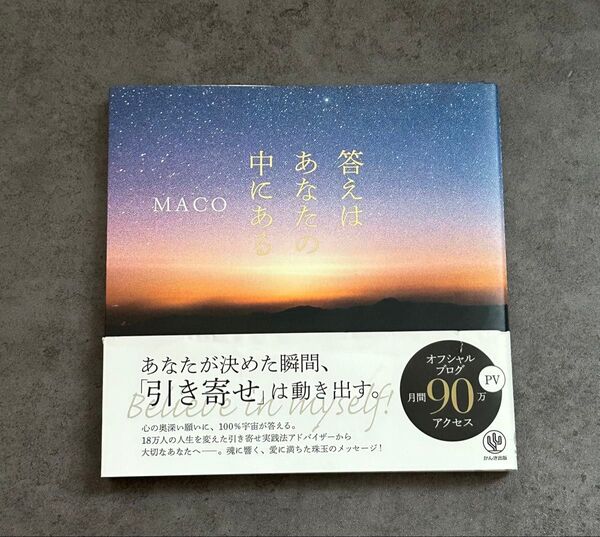 答えは
あなたの
中にある
MACO
あなたが決めた瞬間、
「引き寄せ」は動き出す。
Believe in myself!
心の奥深い願いに、100%宇宙が答える。
18万人の人生を変えた引き寄せ実践法アドバイザーから
大切なあなたへ──。魂に響く、愛に満ちた珠玉のメッセージ!
オフシャル
ブログ
月間90万
PV
アクセス
かんき出版